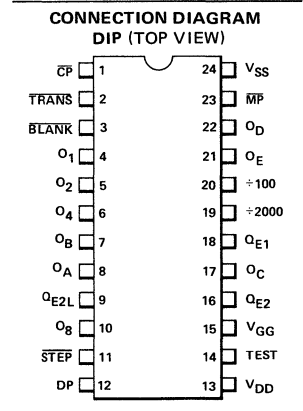 CONNECTION DIAGRAM
DIP (TOP VIEW)
CP 1 24 VSS
TRANS 2 23 MP
BLANK 3 22 OD
O1 4 21 OE
O2 5 20 ÷100
O4 6 19 ÷2000
OB 7 18 QE1
OA 8 17 OC
QE2L 9 16 QE2
O8 10 15 VGG
STEP 11 14 TEST
DP 12 13 VDD